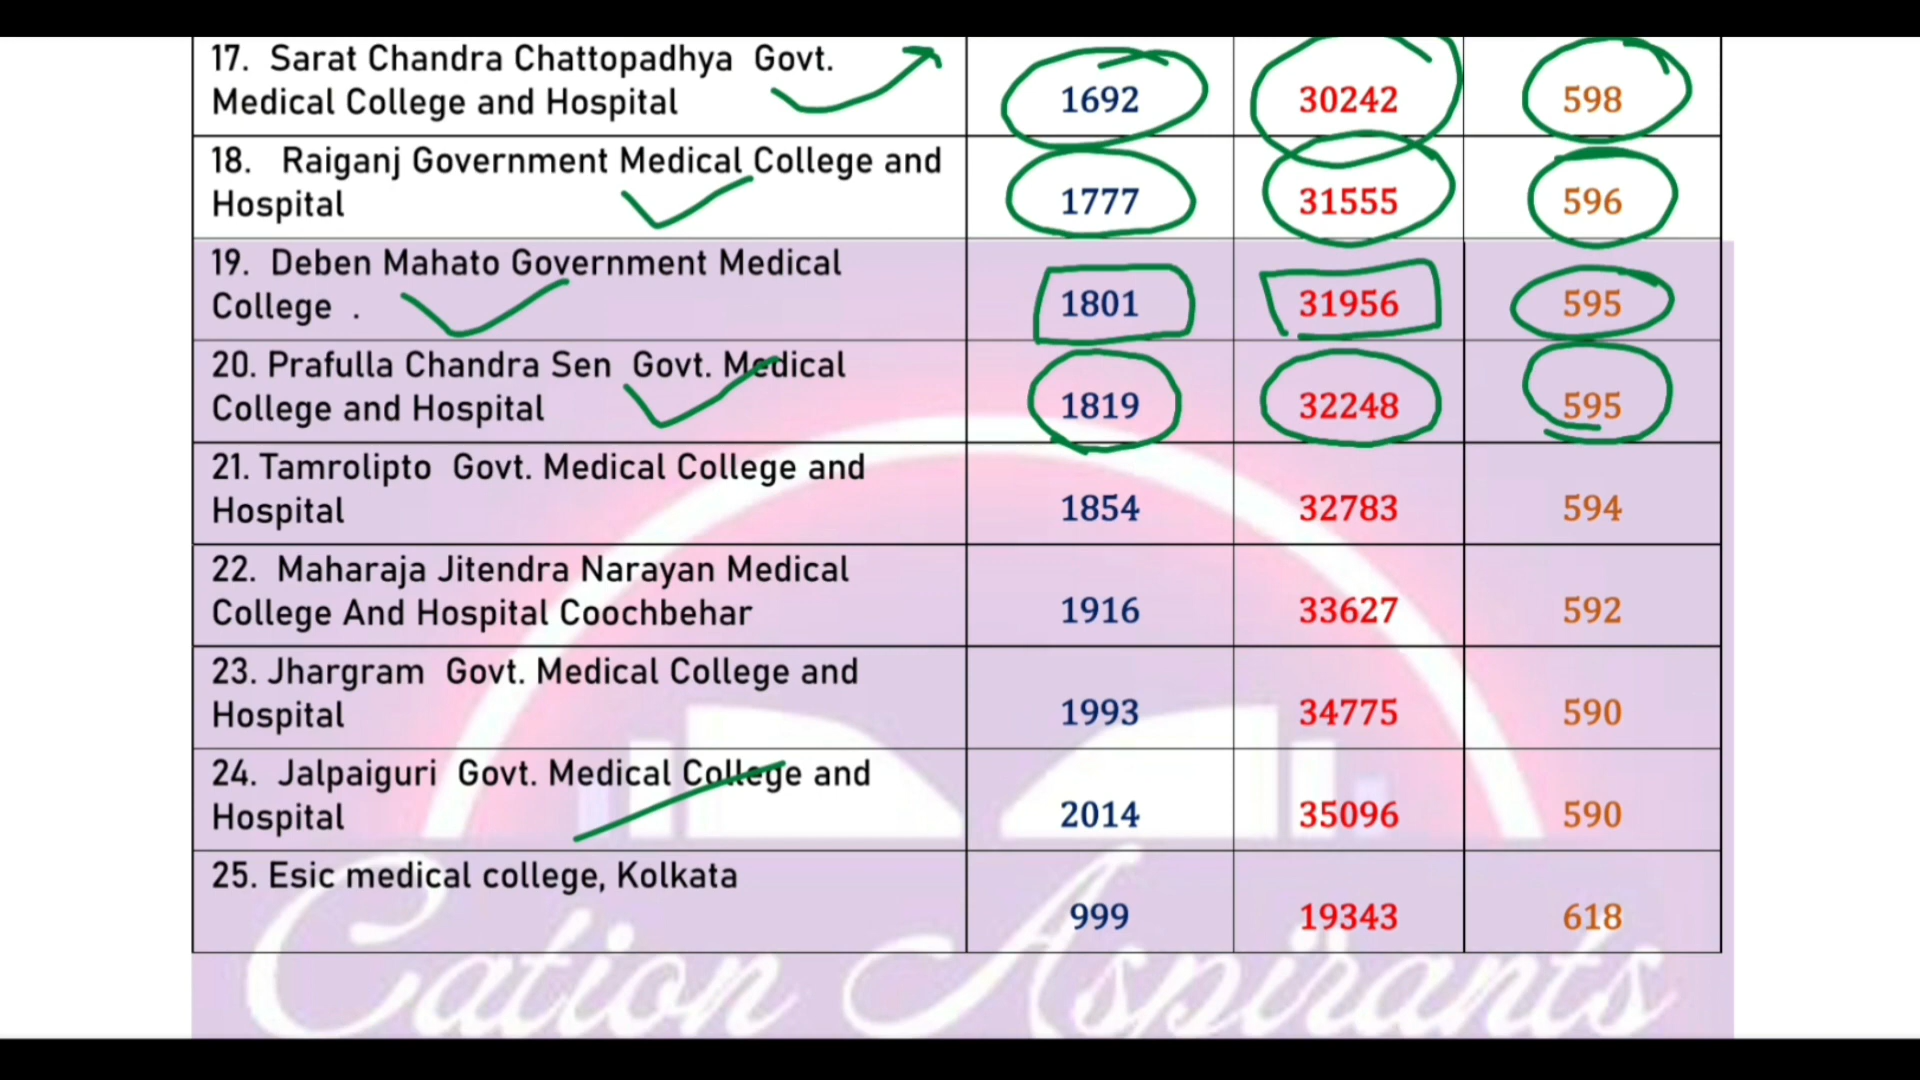 17. Sarat Chandra Chattopadhya Govt.
Medical College and Hospital
1692 30242 598
18. Raiganj Government Medical College and
Hospital
1777 31555 596
19. Deben Mahato Government Medical
College .
1801 31956 595
20. Prafulla Chandra Sen Govt. Medical
College and Hospital
1819 32248 595
21. Tamrolipto Govt. Medical College and
Hospital
1854 32783 594
22. Maharaja Jitendra Narayan Medical
College And Hospital Coochbehar
1916 33627 592
23. Jhargram Govt. Medical College and
Hospital
1993 34775 590
24. Jalpaiguri Govt. Medical College and
Hospital
2014 35096 590
25. Esic medical college, Kolkata
999 19343 618
Cation Aspirants